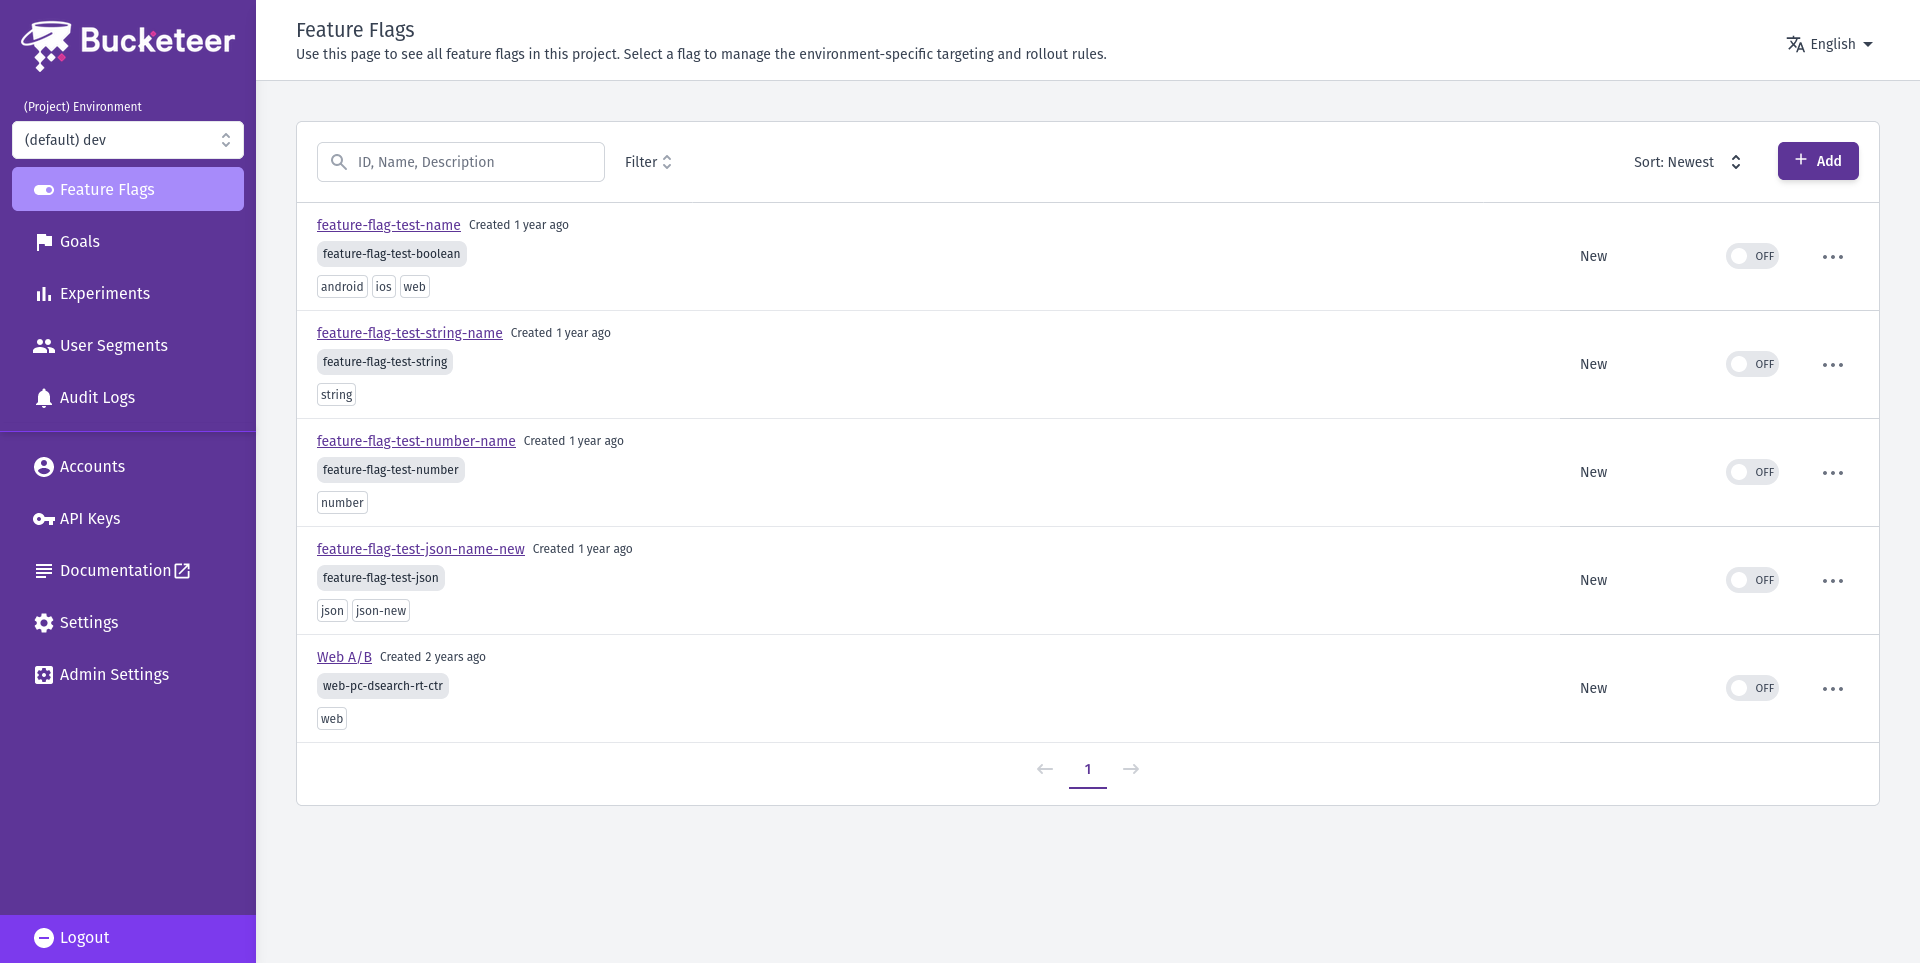 Bucketeer
(Project) Environment
(default) dev
Feature Flags
Goals
Experiments
User Segments
Audit Logs
Accounts
API Keys
Documentation
Settings
Admin Settings
Logout
Feature Flags
Use this page to see all feature flags in this project. Select a flag to manage the environment-specific targeting and rollout rules.
English
ID, Name, Description
Filter
Sort: Newest
Add
feature-flag-test-name Created 1 year ago
feature-flag-test-boolean
android ios web
New
OFF
feature-flag-test-string-name Created 1 year ago
feature-flag-test-string
string
New
OFF
feature-flag-test-number-name Created 1 year ago
feature-flag-test-number
number
New
OFF
feature-flag-test-json-name-new Created 1 year ago
feature-flag-test-json
json json-new
New
OFF
Web A/B Created 2 years ago
web-pc-dsearch-rt-ctr
web
New
OFF
1